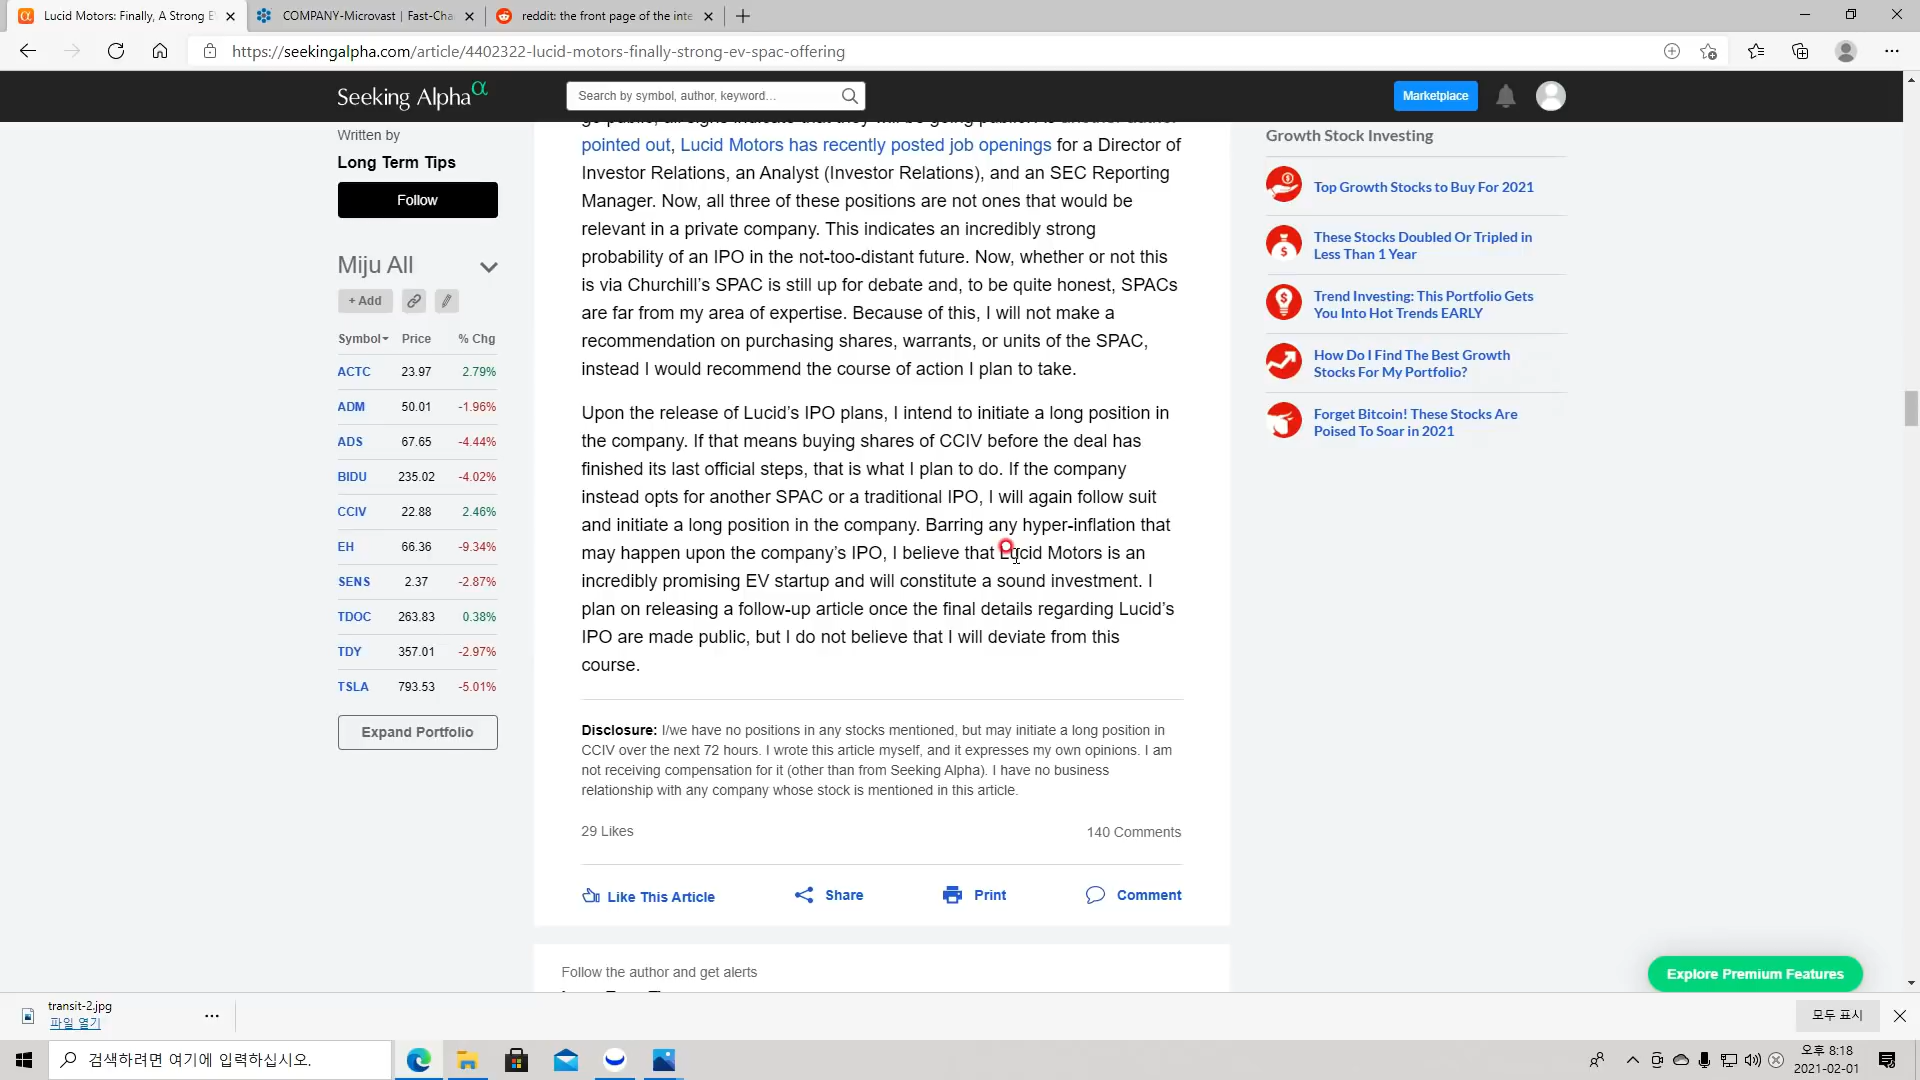 Lucid Motors: Finally, A Strong E
COMPANY-Microvast | Fast-Cha
reddit: the front page of the inte
https://seekingalpha.com/article/4402322-lucid-motors-finally-strong-ev-spac-offering
Seeking Alpha α
Search by symbol, author, keyword...
Marketplace
Written by
Long Term Tips
Follow
Miju All
+ Add
Symbol Price % Chg
ACTC 23.97 2.79%
ADM 50.01 -1.96%
ADS 67.65 -4.44%
BIDU 235.02 -4.02%
CCIV 22.88 2.46%
EH 66.36 -9.34%
SENS 2.37 -2.87%
TDOC 263.83 0.38%
TDY 357.01 -2.97%
TSLA 793.53 -5.01%
Expand Portfolio
pointed out, Lucid Motors has recently posted job openings for a Director of
Investor Relations, an Analyst (Investor Relations), and an SEC Reporting
Manager. Now, all three of these positions are not ones that would be
relevant in a private company. This indicates an incredibly strong
probability of an IPO in the not-too-distant future. Now, whether or not this
is via Churchill's SPAC is still up for debate and, to be quite honest, SPACs
are far from my area of expertise. Because of this, I will not make a
recommendation on purchasing shares, warrants, or units of the SPAC,
instead I would recommend the course of action I plan to take.
Upon the release of Lucid's IPO plans, I intend to initiate a long position in
the company. If that means buying shares of CCIV before the deal has
finished its last official steps, that is what I plan to do. If the company
instead opts for another SPAC or a traditional IPO, I will again follow suit
and initiate a long position in the company. Barring any hyper-inflation that
may happen upon the company's IPO, I believe that Lucid Motors is an
incredibly promising EV startup and will constitute a sound investment. I
plan on releasing a follow-up article once the final details regarding Lucid's
IPO are made public, but I do not believe that I will deviate from this
course.
Disclosure: I/we have no positions in any stocks mentioned, but may initiate a long position in
CCIV over the next 72 hours. I wrote this article myself, and it expresses my own opinions. I am
not receiving compensation for it (other than from Seeking Alpha). I have no business
relationship with any company whose stock is mentioned in this article.
29 Likes
140 Comments
Like This Article
Share
Print
Comment
Follow the author and get alerts
Growth Stock Investing
Top Growth Stocks to Buy For 2021
These Stocks Doubled Or Tripled in
Less Than 1 Year
Trend Investing: This Portfolio Gets
You Into Hot Trends EARLY
How Do I Find The Best Growth
Stocks For My Portfolio?
Forget Bitcoin! These Stocks Are
Poised To Soar in 2021
Explore Premium Features
transit-2.jpg
파일 열기
모두 표시
검색하려면 여기에 입력하십시오.
오후 8:18
2021-02-01